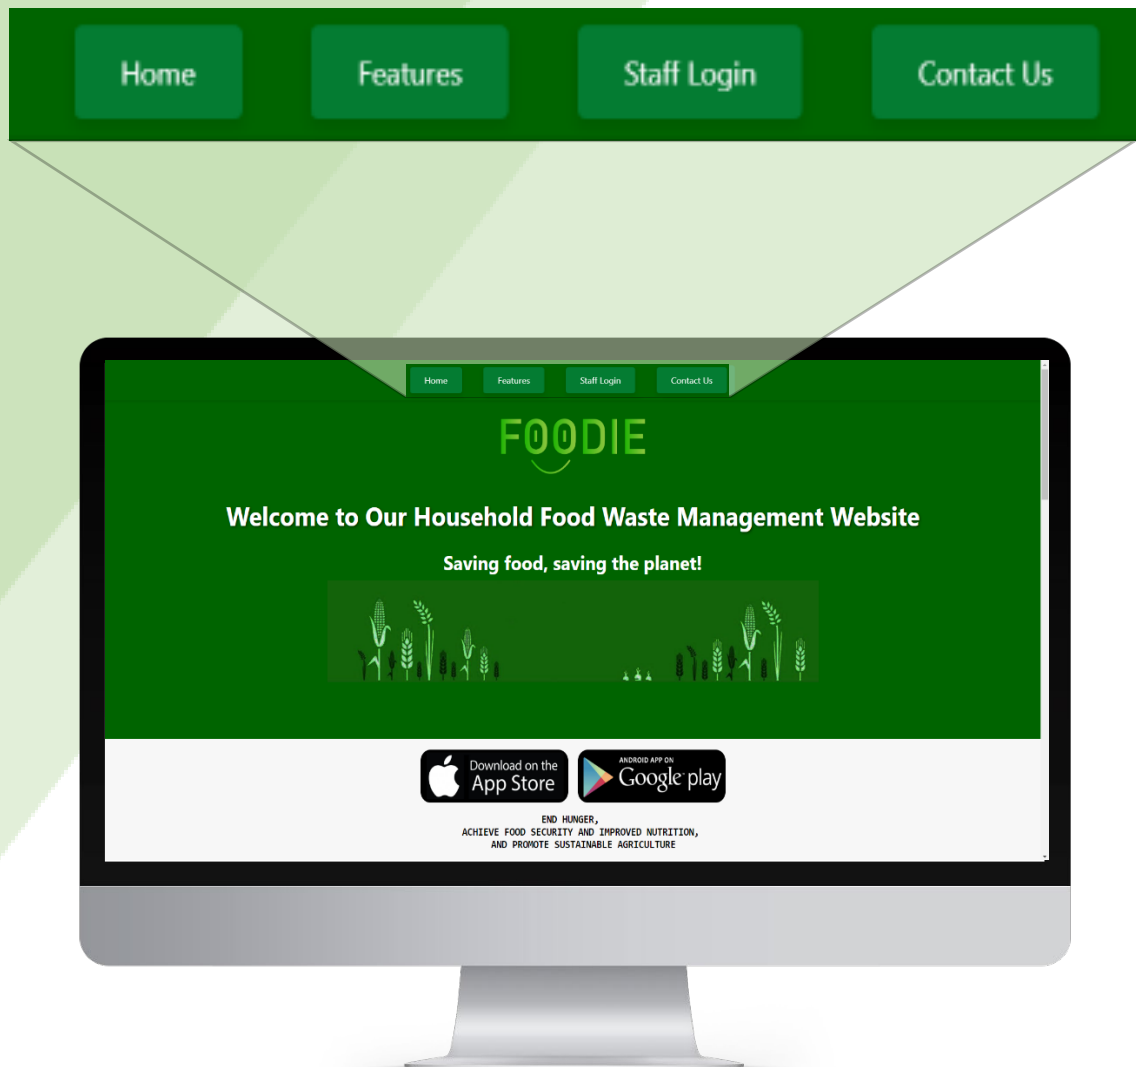 Home Features Staff Login Contact Us
Home Features Staff Login Contact Us
FOODIE
Welcome to Our Household Food Waste Management Website
Saving food, saving the planet!
Download on the
App Store
ANDROID APP ON
Google play
END HUNGER,
ACHIEVE FOOD SECURITY AND IMPROVED NUTRITION,
AND PROMOTE SUSTAINABLE AGRICULTURE